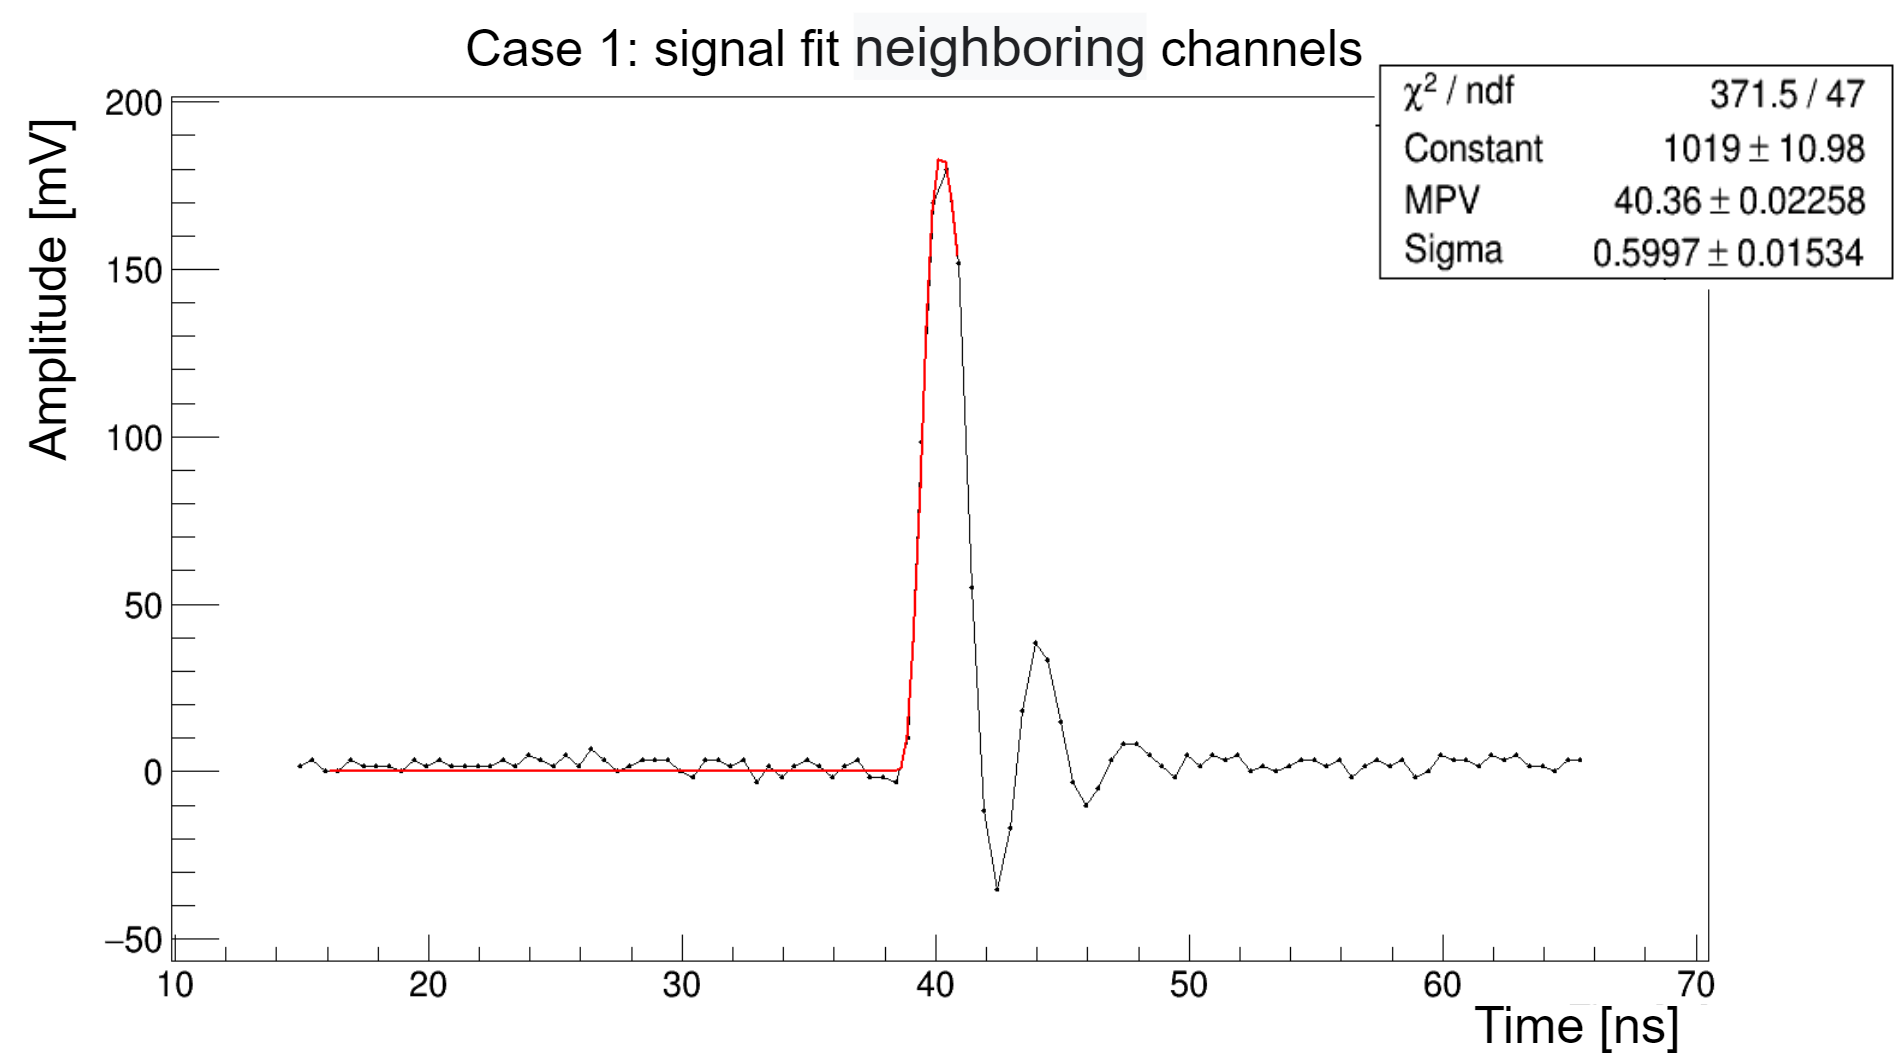 Case 1: signal fit neighboring channels
χ² / ndf 371.5 / 47
Constant 1019 ± 10.98
MPV 40.36 ± 0.02258
Sigma 0.5997 ± 0.01534
Amplitude [mV]
200
150
100
50
0
−50
10 20 30 40 50 60 70
Time [ns]